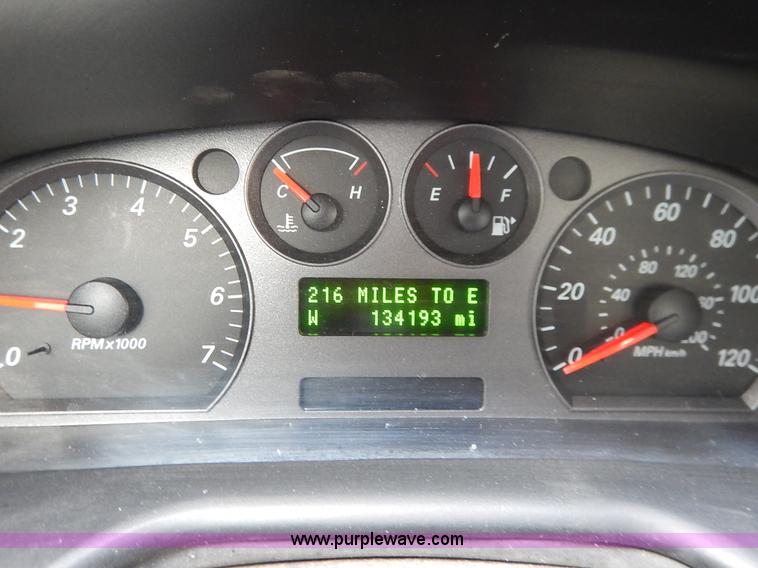 C H
E F
1 2 3 4 5 6 7
0
RPM x 1000
216 MILES TO E
W 134193 mi
0 20 40 60 80 100 120
40 80 120
MPH km/h
www.purplewave.com